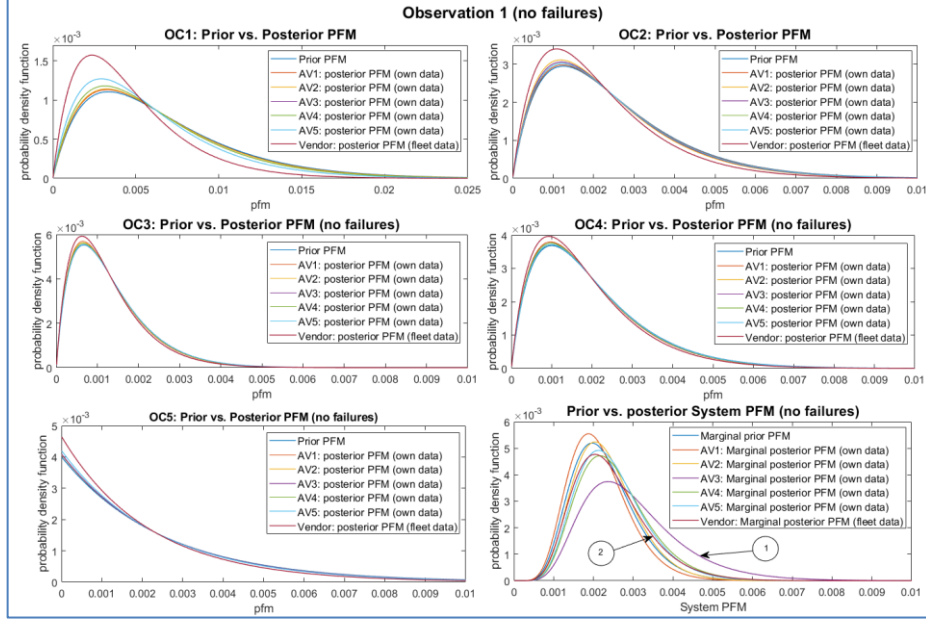 Observation 1 (no failures)
OC1: Prior vs. Posterior PFM
×10⁻³
probability density function
1.5
1
0.5
0
0 0.005 0.01 0.015 0.02 0.025
pfm
Prior PFM
AV1: posterior PFM (own data)
AV2: posterior PFM (own data)
AV3: posterior PFM (own data)
AV4: posterior PFM (own data)
AV5: posterior PFM (own data)
Vendor: posterior PFM (fleet data)
OC2: Prior vs. Posterior PFM
×10⁻³
probability density function
3
2
1
0
0 0.001 0.002 0.003 0.004 0.005 0.006 0.007 0.008 0.009 0.01
pfm
Prior PFM
AV1: posterior PFM (own data)
AV2: posterior PFM (own data)
AV3: posterior PFM (own data)
AV4: posterior PFM (own data)
AV5: posterior PFM (own data)
Vendor: posterior PFM (fleet data)
OC3: Prior vs. Posterior PFM (no failures)
×10⁻³
probability density function
6
4
2
0
0 0.001 0.002 0.003 0.004 0.005 0.006 0.007 0.008 0.009 0.01
pfm
Prior PFM
AV1: posterior PFM (own data)
AV2: posterior PFM (own data)
AV3: posterior PFM (own data)
AV4: posterior PFM (own data)
AV5: posterior PFM (own data)
Vendor: posterior PFM (fleet data)
OC4: Prior vs. Posterior PFM (no failures)
×10⁻³
probability density function
4
3
2
1
0
0 0.001 0.002 0.003 0.004 0.005 0.006 0.007 0.008 0.009 0.01
pfm
Prior PFM
AV1: posterior PFM (own data)
AV2: posterior PFM (own data)
AV3: posterior PFM (own data)
AV4: posterior PFM (own data)
AV5: posterior PFM (own data)
Vendor: posterior PFM (fleet data)
OC5: Prior vs. Posterior PFM (no failures)
×10⁻³
probability density function
5
4
3
2
1
0
0 0.001 0.002 0.003 0.004 0.005 0.006 0.007 0.008 0.009 0.01
pfm
Prior PFM
AV1: posterior PFM (own data)
AV2: posterior PFM (own data)
AV3: posterior PFM (own data)
AV4: posterior PFM (own data)
AV5: posterior PFM (own data)
Vendor: posterior PFM (fleet data)
Prior vs. posterior System PFM (no failures)
×10⁻³
probability density function
6
5
4
3
2
1
0
0 0.001 0.002 0.003 0.004 0.005 0.006 0.007 0.008 0.009 0.01
System PFM
Marginal prior PFM
AV1: Marginal posterior PFM (own data)
AV2: Marginal posterior PFM (own data)
AV3: Marginal posterior PFM (own data)
AV4: Marginal posterior PFM (own data)
AV5: Marginal posterior PFM (own data)
Vendor: Marginal posterior PFM (fleet data)
2
1